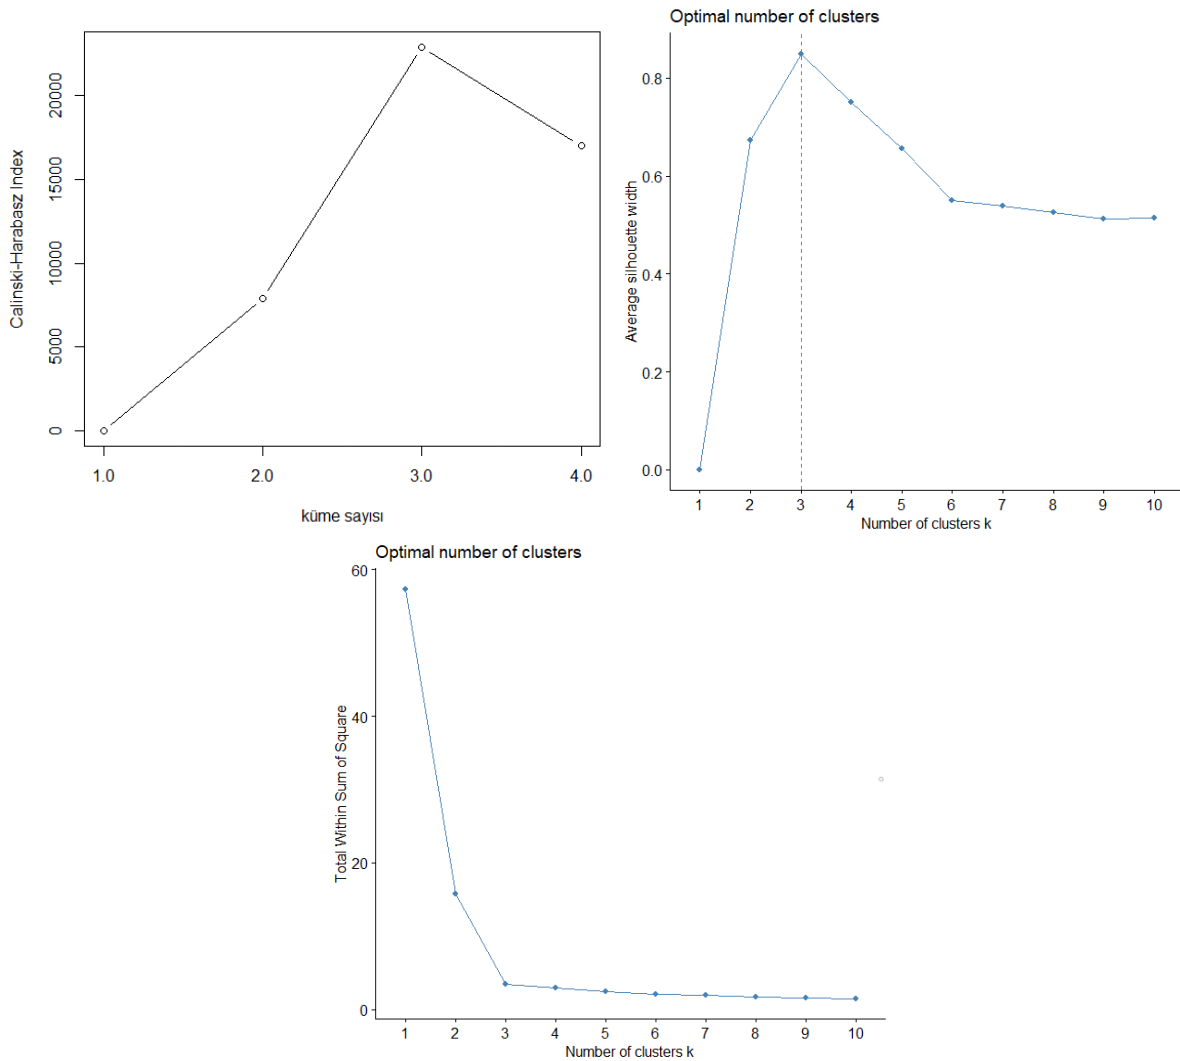 Calinski-Harabasz Index
20000
15000
10000
5000
0
1.0 2.0 3.0 4.0
küme sayısı
Optimal number of clusters
Average silhouette width
0.8
0.6
0.4
0.2
0.0
1 2 3 4 5 6 7 8 9 10
Number of clusters k
Optimal number of clusters
Total Within Sum of Square
60
40
20
0
1 2 3 4 5 6 7 8 9 10
Number of clusters k